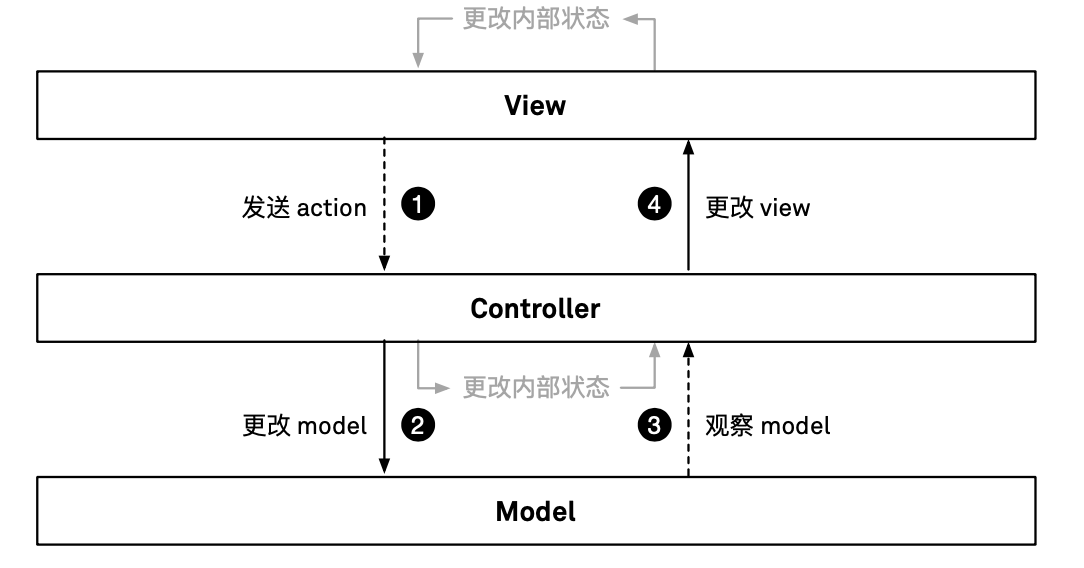 更改内部状态
View
发送 action
1
4
更改 view
Controller
更改内部状态
更改 model
2
3
观察 model
Model